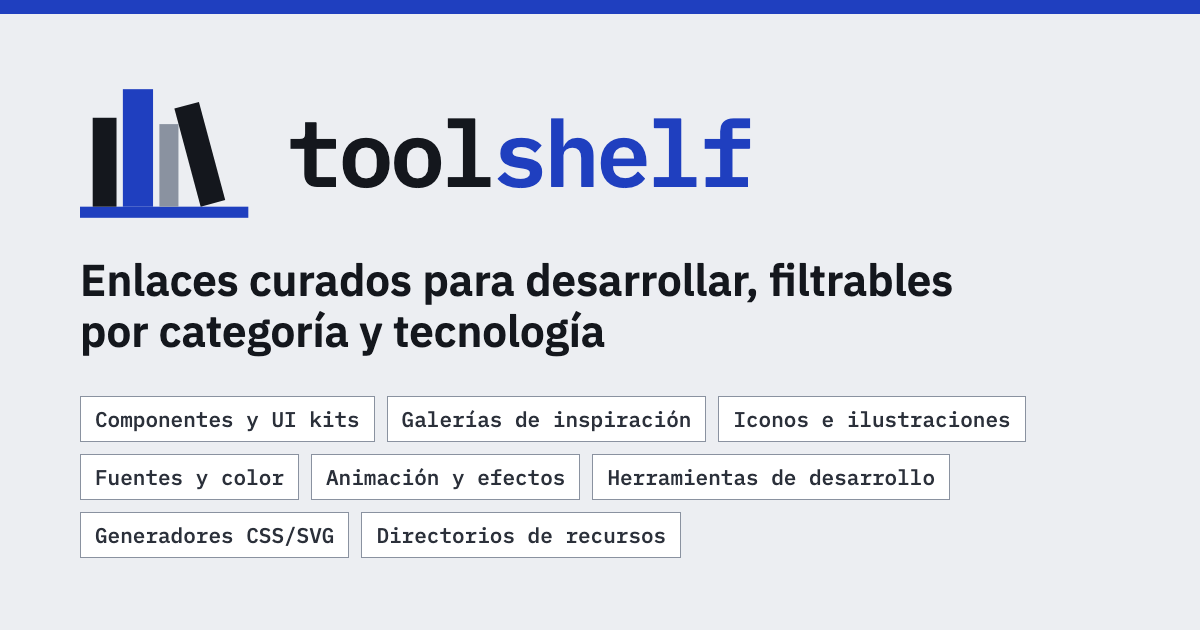 toolshelf
Enlaces curados para desarrollar, filtrables
por categoría y tecnología
Componentes y UI kits
Galerías de inspiración
Iconos e ilustraciones
Fuentes y color
Animación y efectos
Herramientas de desarrollo
Generadores CSS/SVG
Directorios de recursos